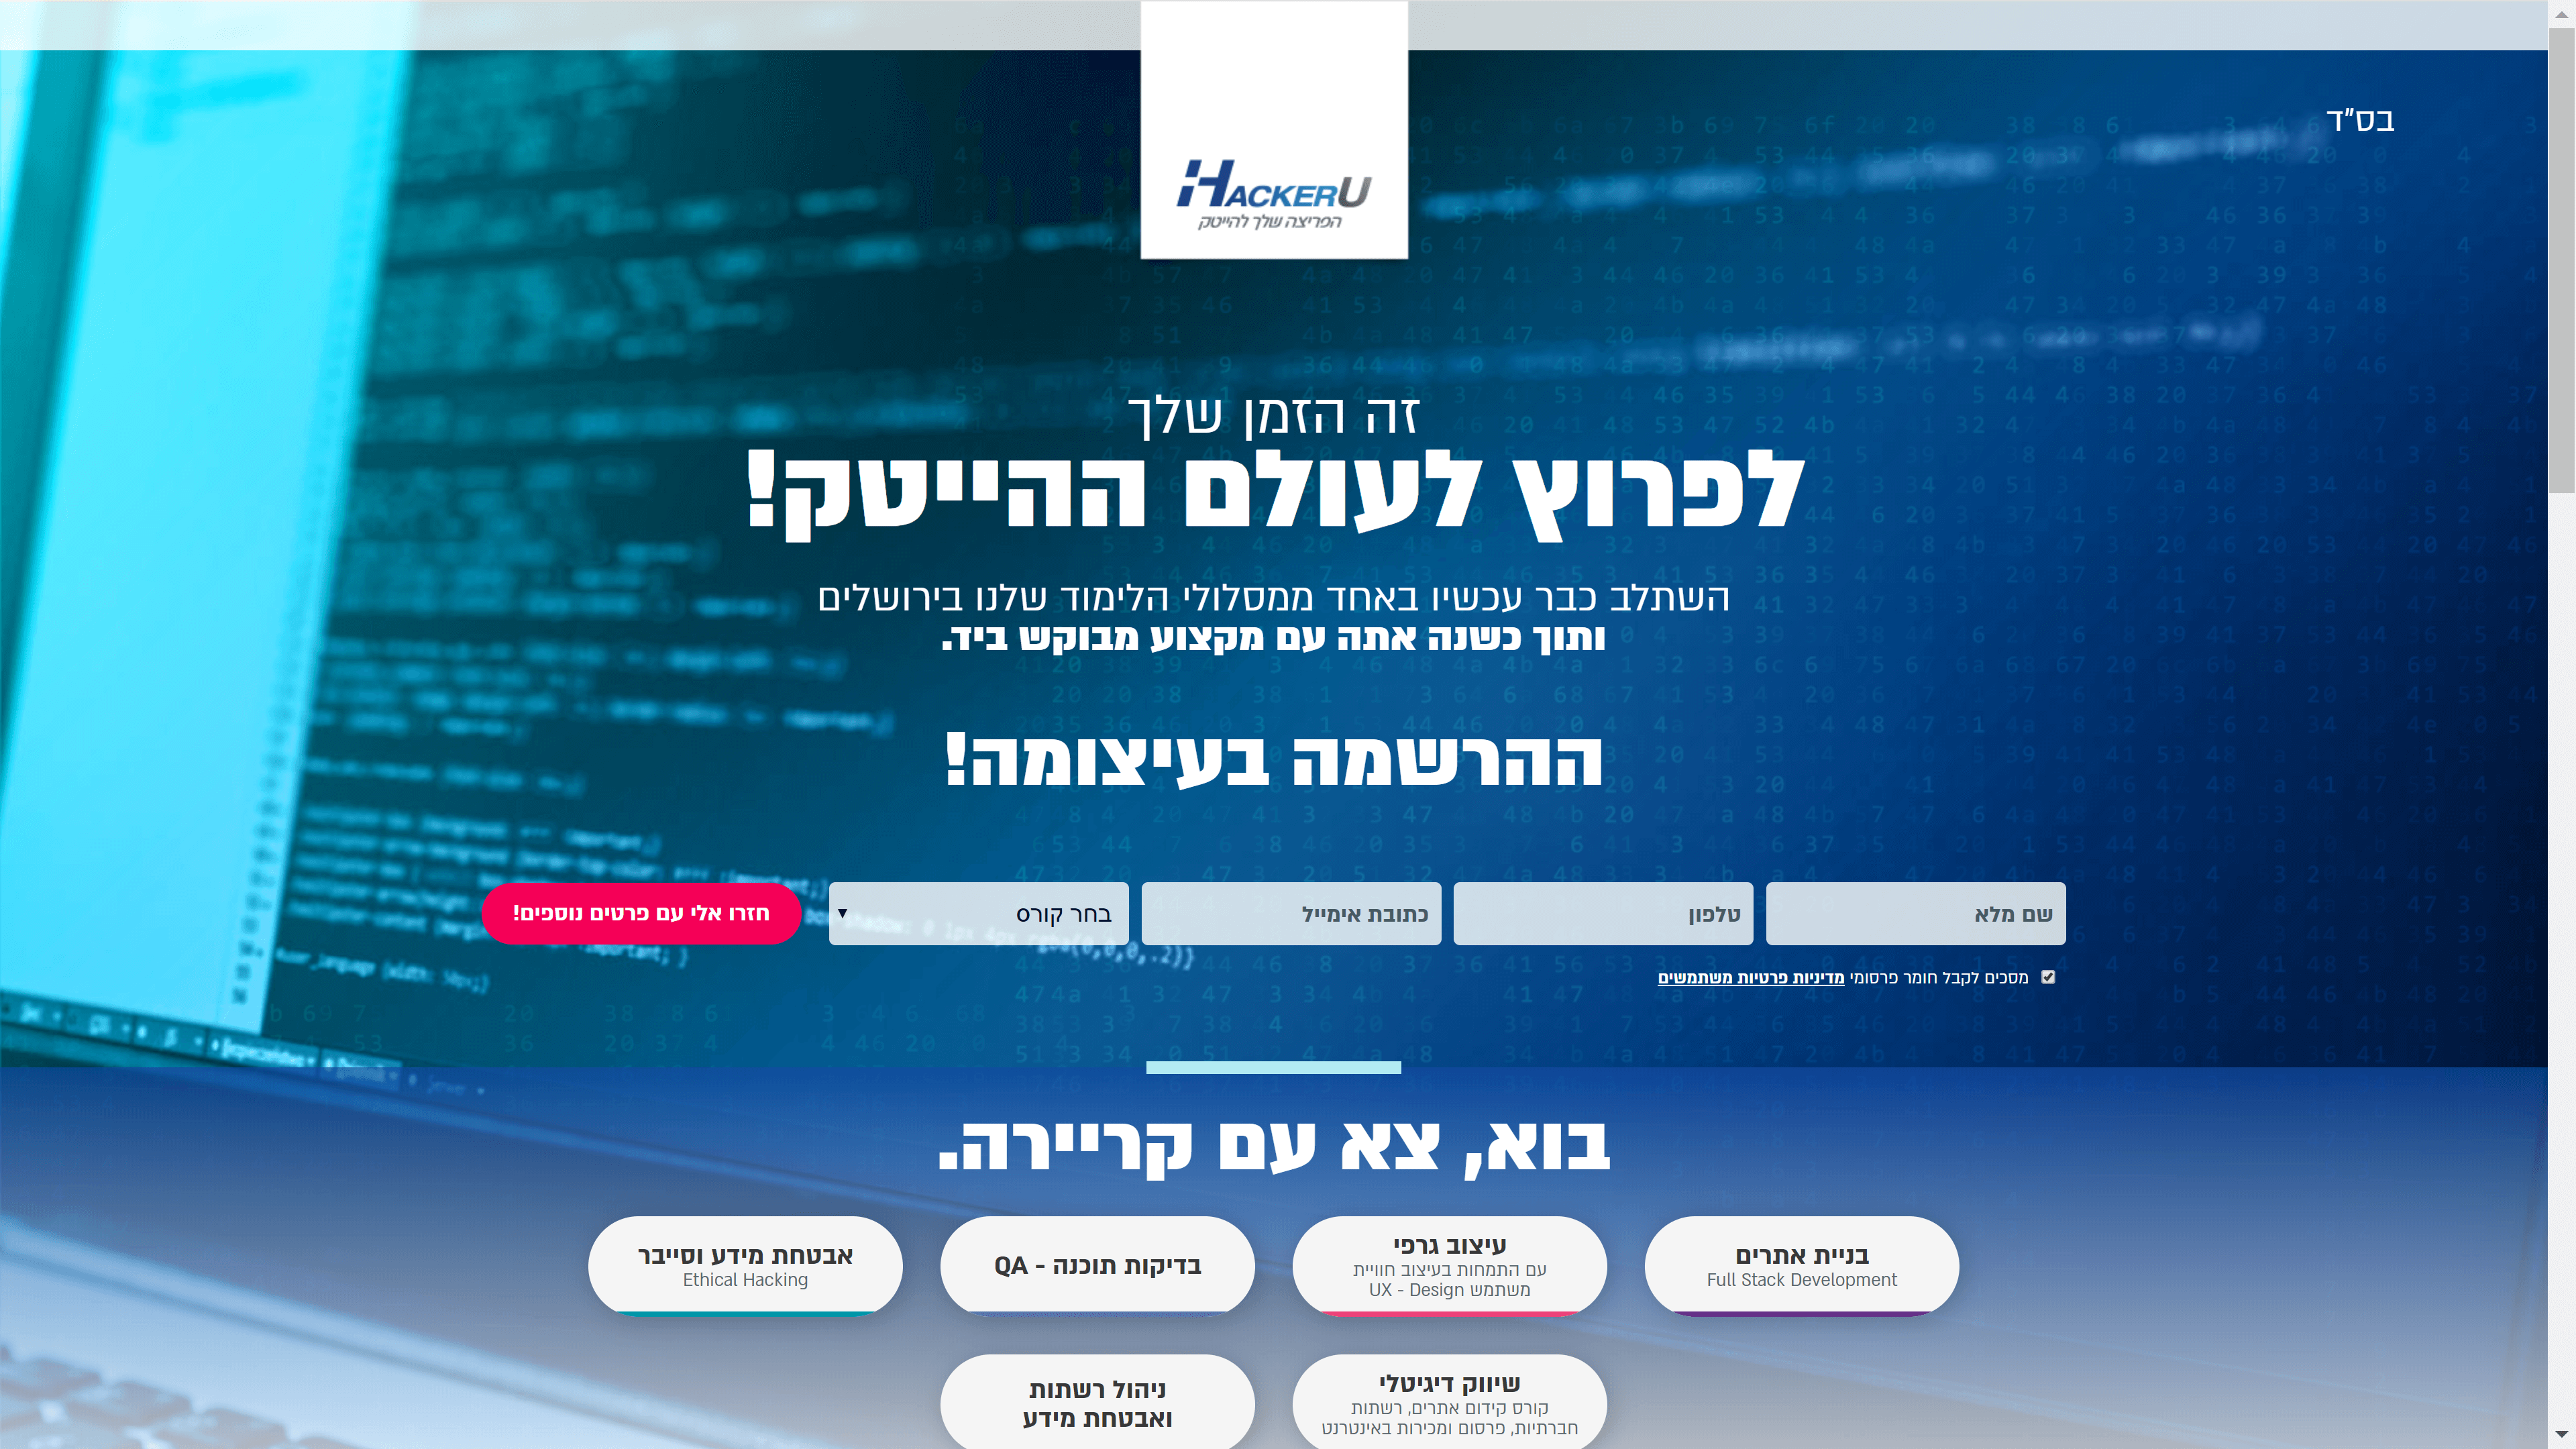 HACKERU
הפריצה שלך להייטק
בס"ד
זה הזמן שלך
לפרוץ לעולם ההייטק!
השתלב כבר עכשיו באחד ממסלולי הלימוד שלנו בירושלים
ותוך כשנה אתה עם מקצוע מבוקש ביד.
ההרשמה בעיצומה!
שם מלא
טלפון
כתובת אימייל
בחר קורס
חזרו אלי עם פרטים נוספים!
מסכים לקבל חומר פרסומי מדיניות פרטיות משתמשים
בוא, צא עם קריירה.
בניית אתרים
Full Stack Development
עיצוב גרפי
עם התמחות בעיצוב חוויית
משתמש UX - Design
בדיקות תוכנה - QA
אבטחת מידע וסייבר
Ethical Hacking
שיווק דיגיטלי
קורס קידום אתרים, רשתות
חברתיות, פרסום ומכירות באינטרנט
ניהול רשתות
ואבטחת מידע